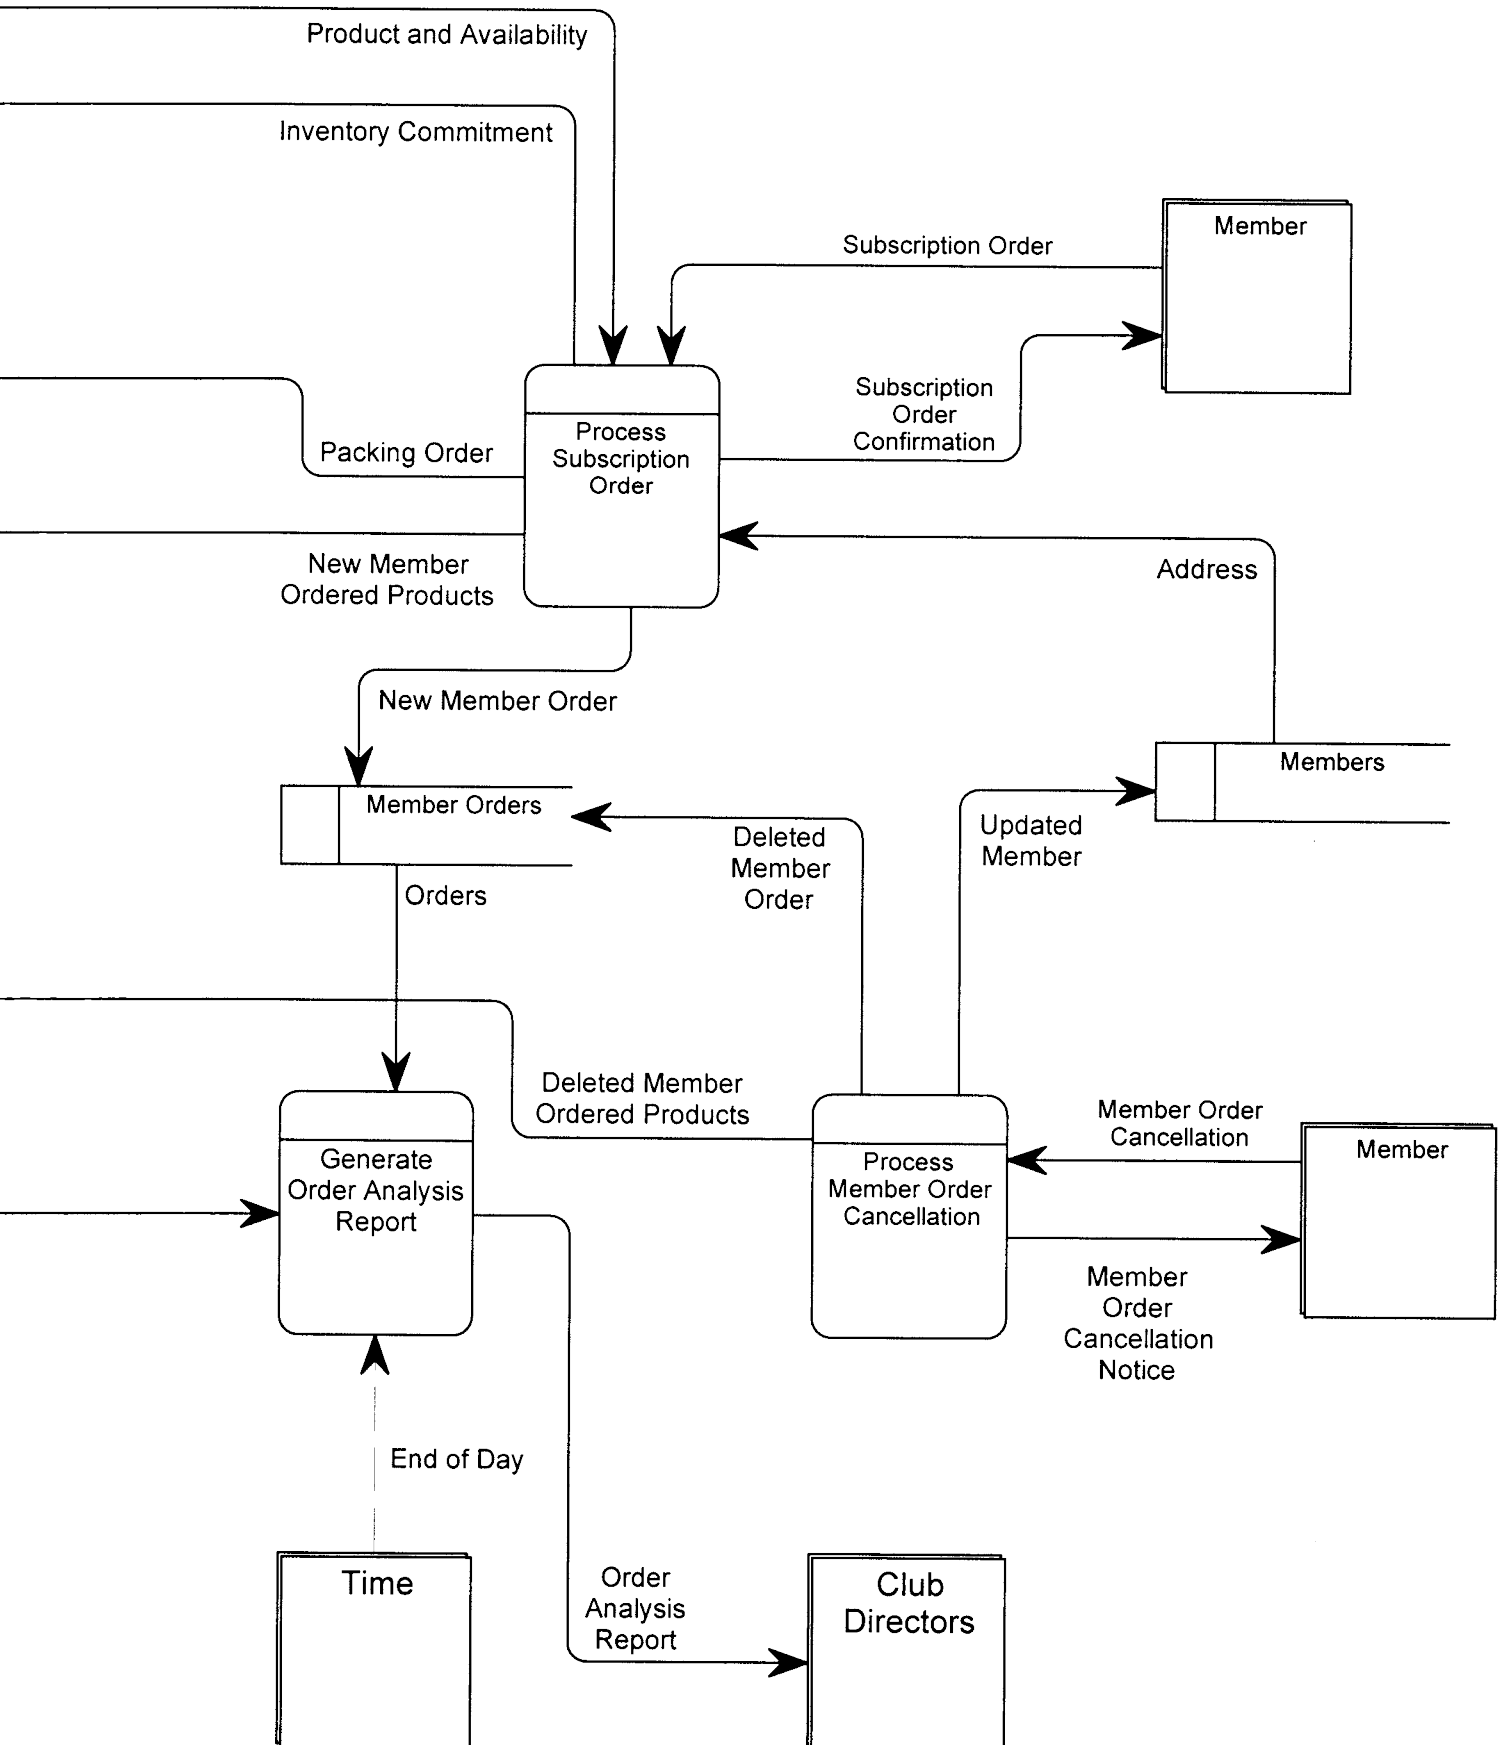 Product and Availability
Inventory Commitment
Member
Subscription Order
Subscription
Order
Confirmation
Process
Subscription
Order
Packing Order
New Member
Ordered Products
Address
New Member Order
Members
Member Orders
Deleted
Member
Order
Updated
Member
Orders
Deleted Member
Ordered Products
Member Order
Cancellation
Member
Generate
Order Analysis
Report
Process
Member Order
Cancellation
Member
Order
Cancellation
Notice
End of Day
Time
Order
Analysis
Report
Club
Directors